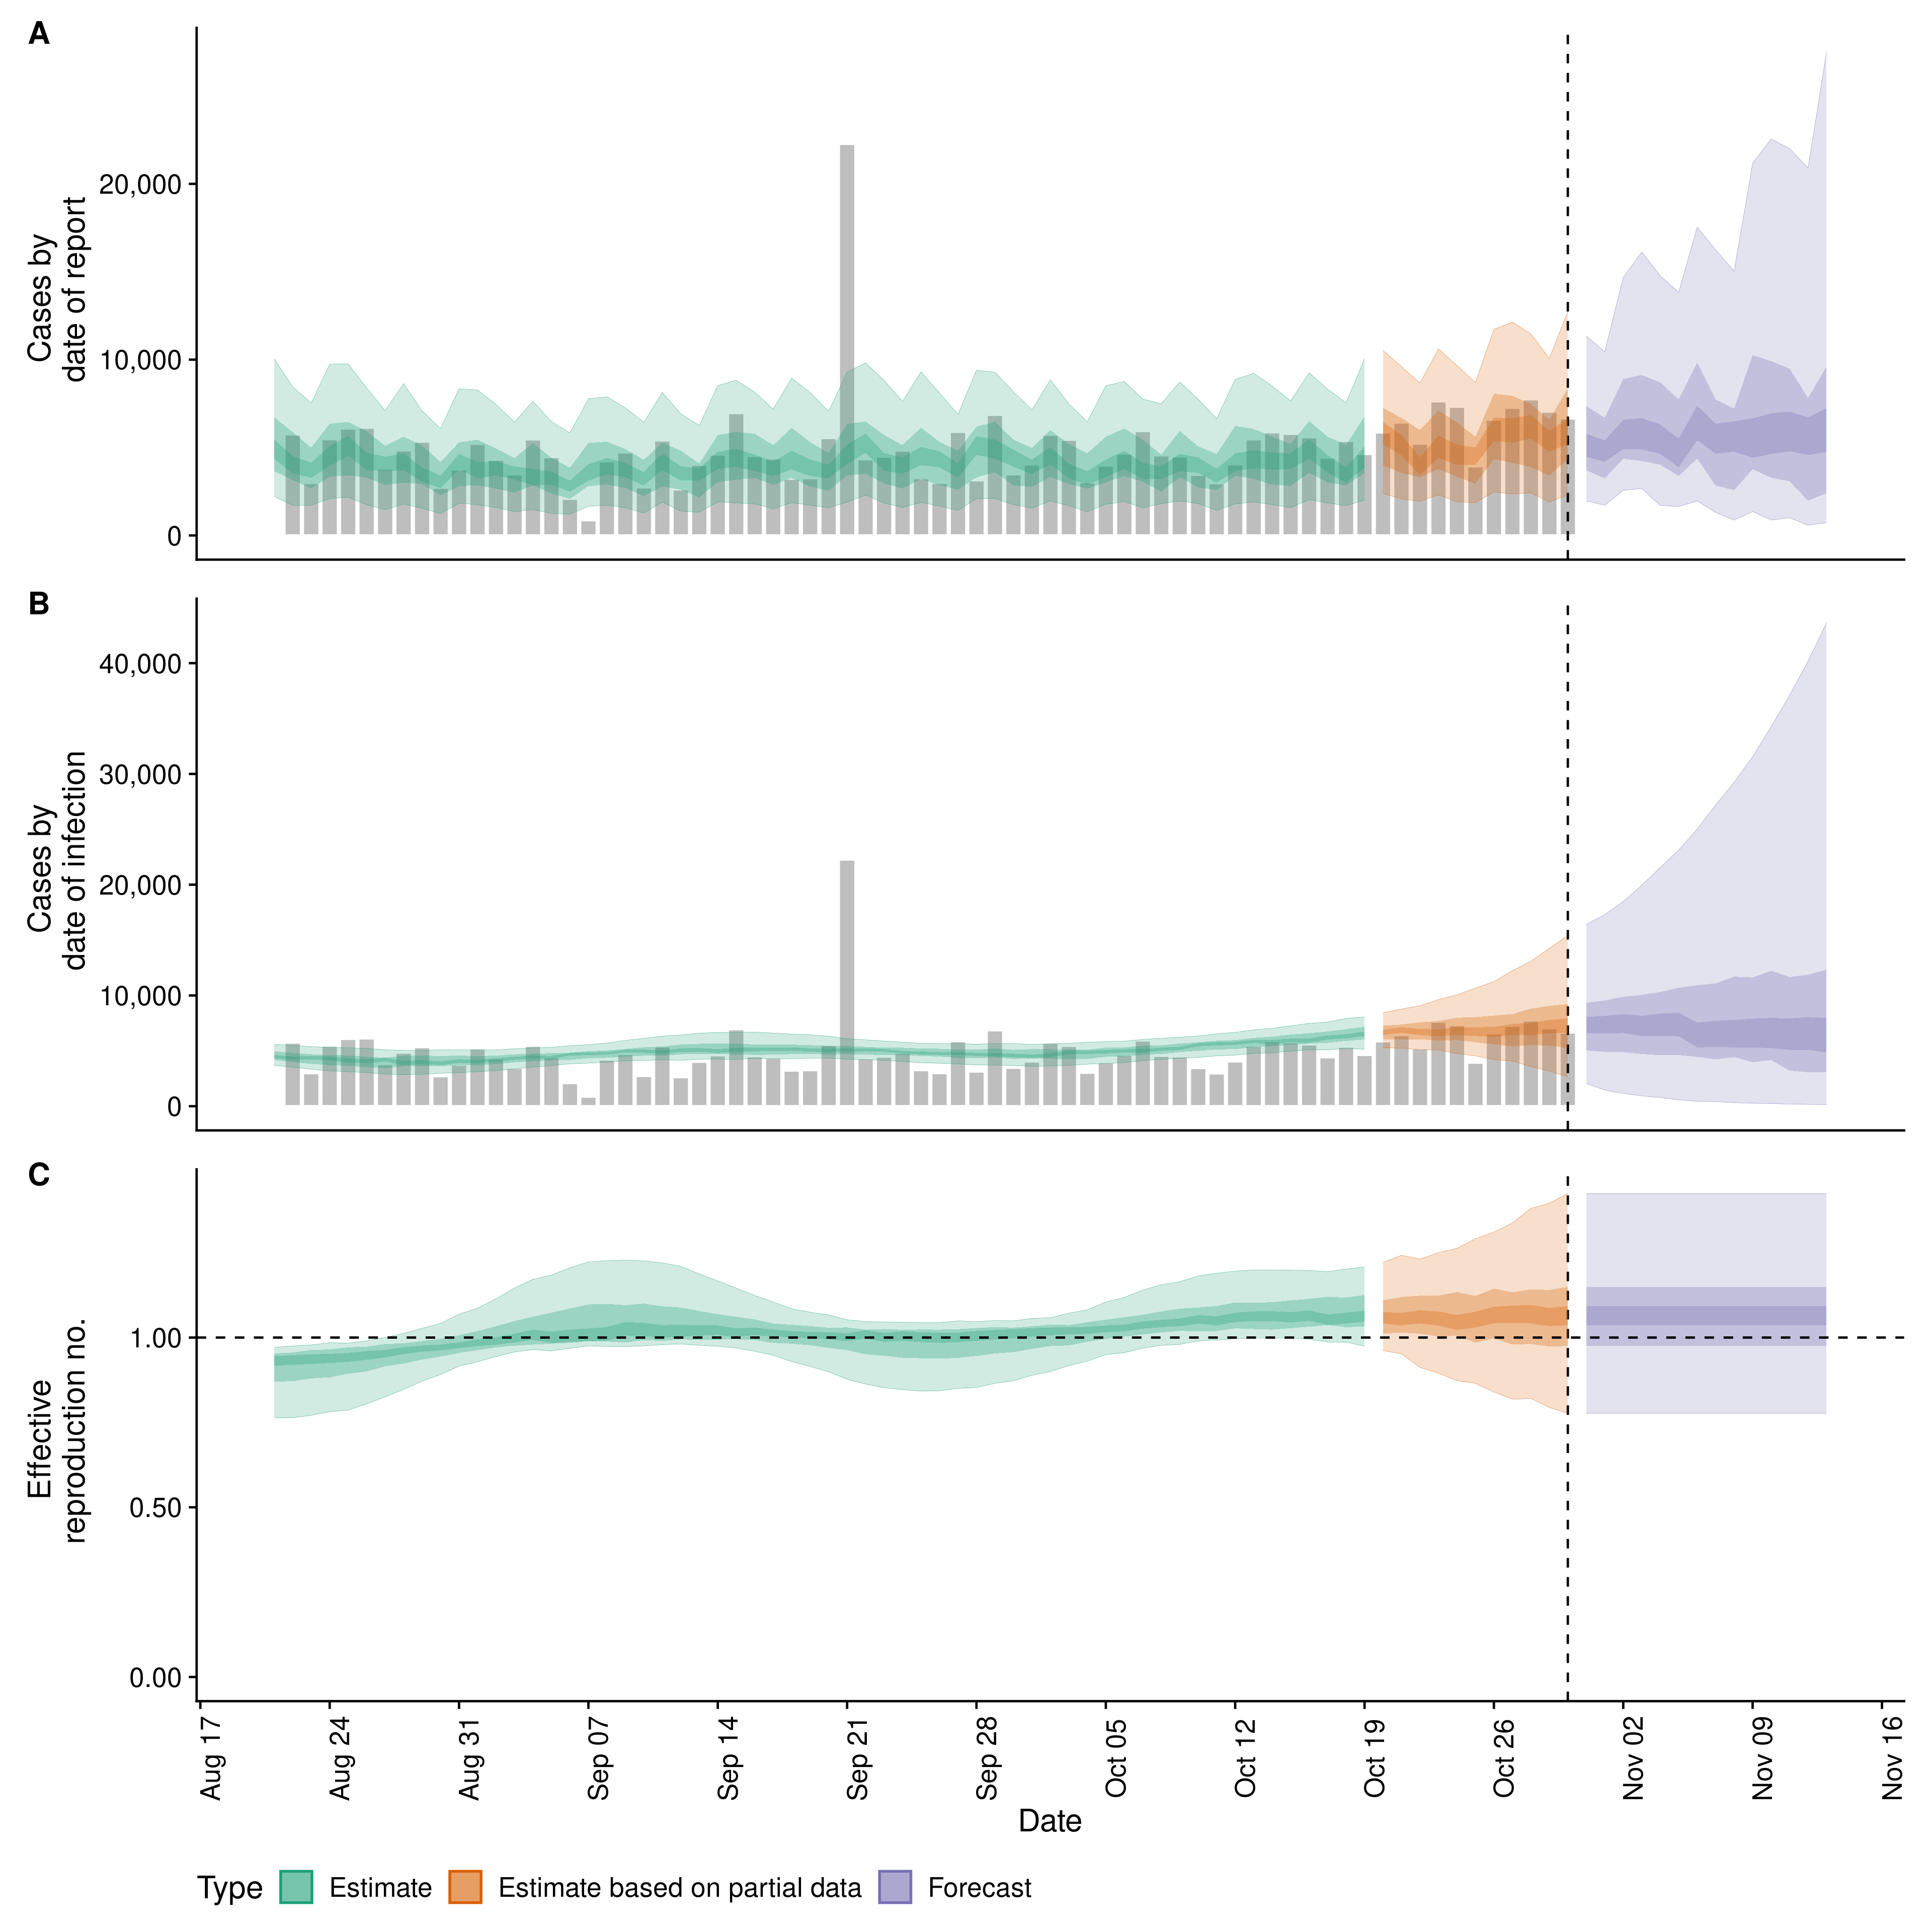 A
Cases by
date of report
20,000
10,000
0
B
Cases by
date of infection
40,000
30,000
20,000
10,000
0
C
Effective
reproduction no.
1.00
0.50
0.00
Aug 17
Aug 24
Aug 31
Sep 07
Sep 14
Sep 21
Sep 28
Oct 05
Oct 12
Oct 19
Oct 26
Nov 02
Nov 09
Nov 16
Date
Type Estimate Estimate based on partial data Forecast